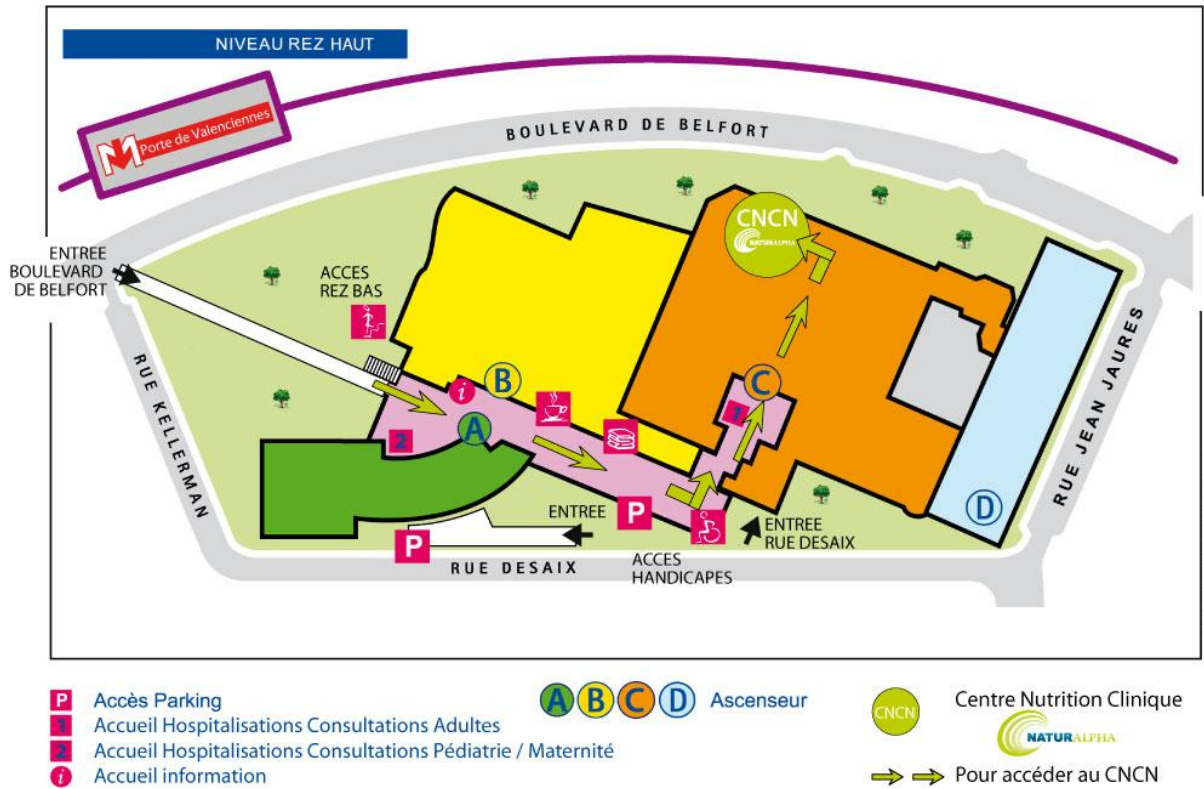 NIVEAU REZ HAUT
M
Porte de Valenciennes
BOULEVARD DE BELFORT
CNCN
NATURALPHA
ENTREE
BOULEVARD
DE BELFORT
ACCES
REZ BAS
RUE KELLERMAN
RUE JEAN JAURES
i
B
C
1
A
2
D
P
ENTREE
P
ENTREE
RUE DESAIX
RUE DESAIX
ACCES
HANDICAPES
P Accès Parking
1 Accueil Hospitalisations Consultations Adultes
2 Accueil Hospitalisations Consultations Pédiatrie / Maternité
i Accueil information
A B C D Ascenseur
CNCN Centre Nutrition Clinique
NATURALPHA
Pour accéder au CNCN